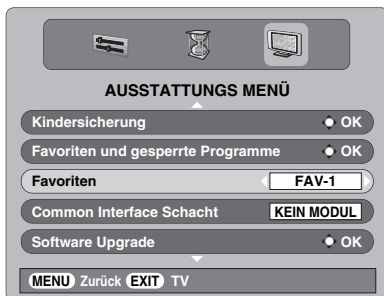 AUSSTATTUNGS MENÜ
Kindersicherung OK
Favoriten und gesperrte Programme OK
Favoriten FAV-1
Common Interface Schacht KEIN MODUL
Software Upgrade OK
MENU Zurück EXIT TV